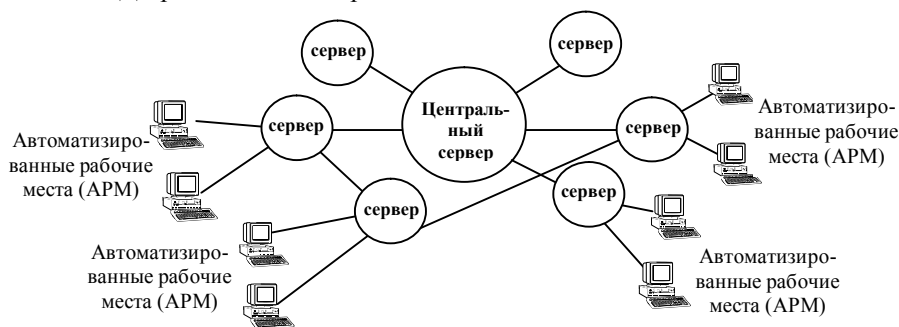 сервер
сервер
Централь-
ный
сервер
сервер
сервер
Автоматизиро-
ванные рабочие
места (АРМ)
Автоматизиро-
ванные рабочие
места (АРМ)
сервер
сервер
Автоматизиро-
ванные рабочие
места (АРМ)
Автоматизиро-
ванные рабочие
места (АРМ)